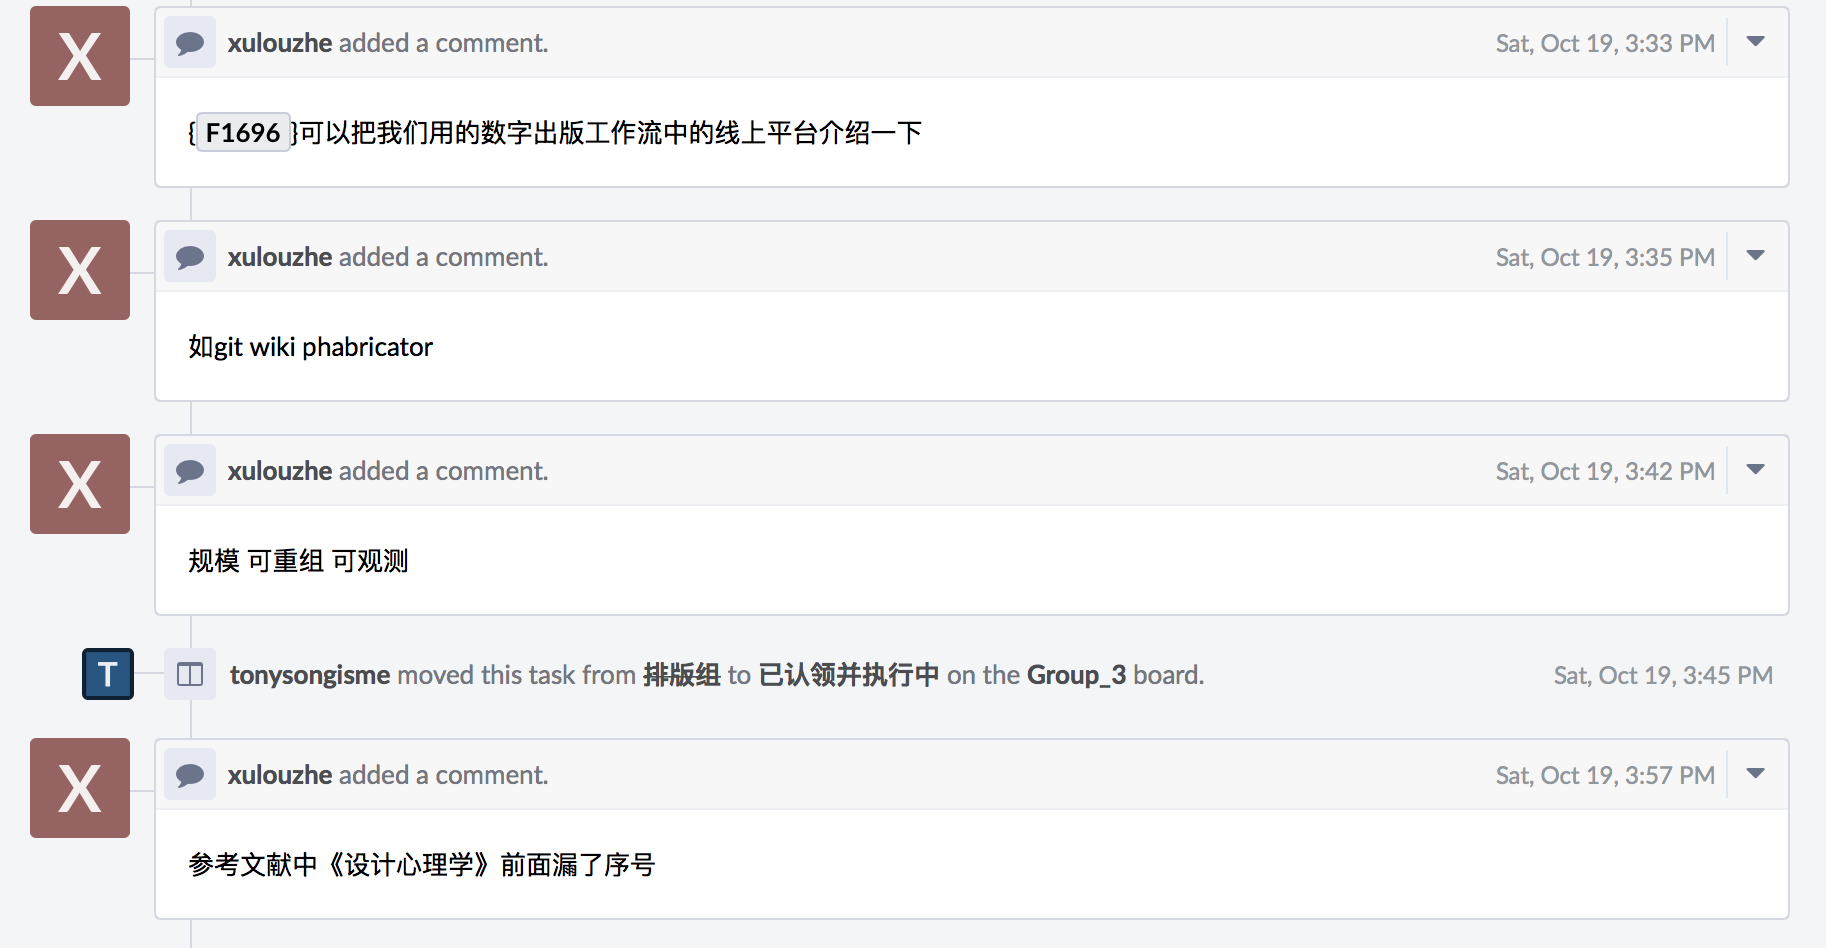 X
xulouzhe added a comment.
Sat, Oct 19, 3:33 PM
{F1696}可以把我们用的数字出版工作流中的线上平台介绍一下
X
xulouzhe added a comment.
Sat, Oct 19, 3:35 PM
如git wiki phabricator
X
xulouzhe added a comment.
Sat, Oct 19, 3:42 PM
规模 可重组 可观测
T
tonysongisme moved this task from 排版组 to 已认领并执行中 on the Group_3 board.
Sat, Oct 19, 3:45 PM
X
xulouzhe added a comment.
Sat, Oct 19, 3:57 PM
参考文献中《设计心理学》前面漏了序号